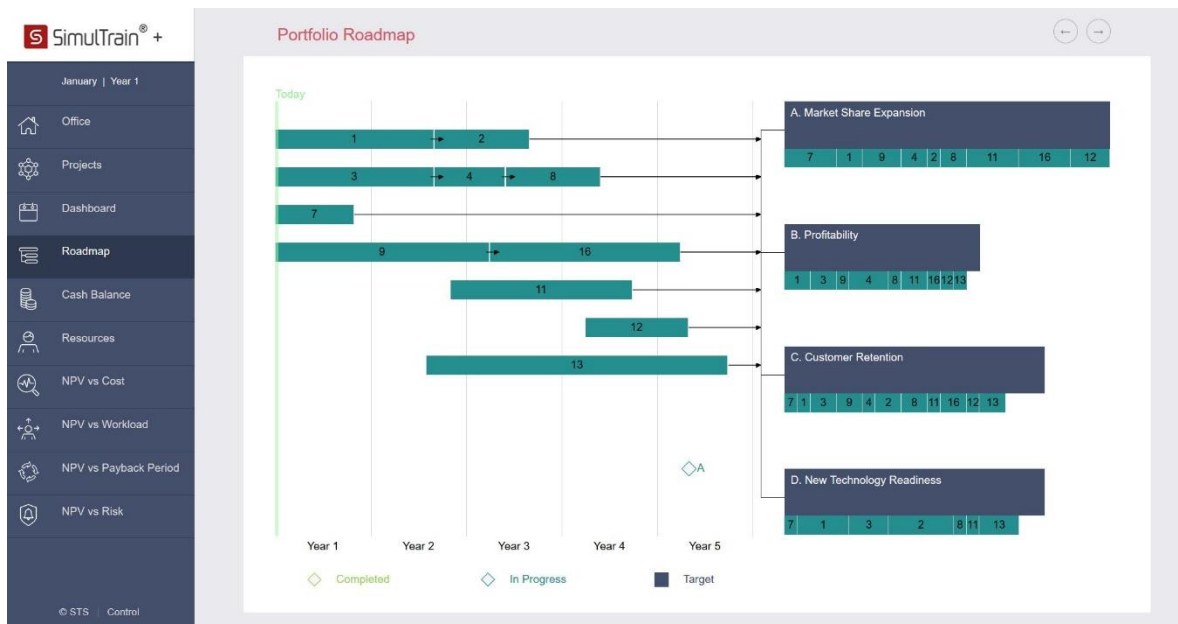 SimulTrain® +
January | Year 1
Office
Projects
Dashboard
Roadmap
Cash Balance
Resources
NPV vs Cost
NPV vs Workload
NPV vs Payback Period
NPV vs Risk
© STS | Control
Portfolio Roadmap
Today
1 2
3 4 8
7
9 16
11
12
13
A
Year 1 Year 2 Year 3 Year 4 Year 5
Completed In Progress Target
A. Market Share Expansion
7 1 9 4 2 8 11 16 12
B. Profitability
1 3 9 4 8 11 16 12 13
C. Customer Retention
7 1 3 9 4 2 8 11 16 12 13
D. New Technology Readiness
7 1 3 2 8 11 13